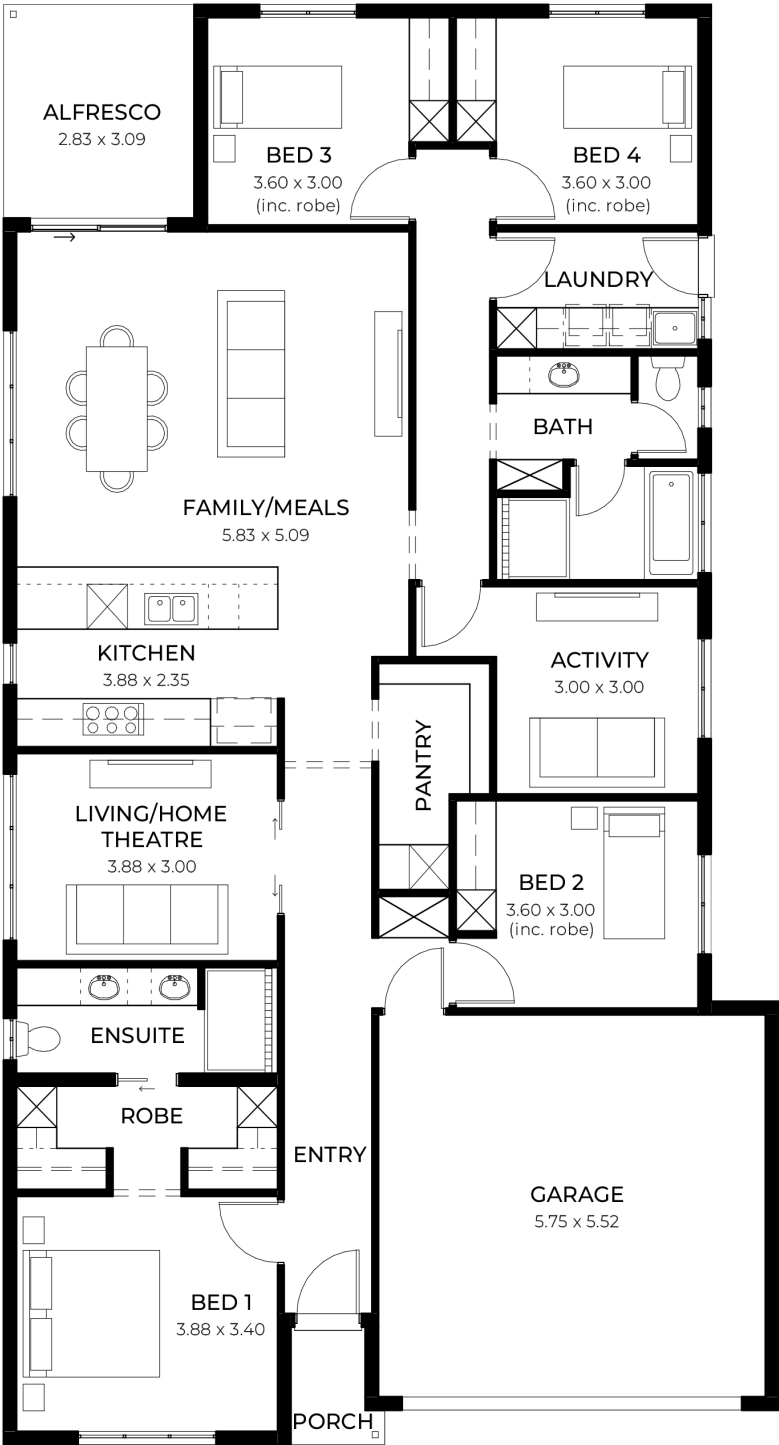 ALFRESCO
2.83 x 3.09
BED 3
3.60 x 3.00
(inc. robe)
BED 4
3.60 x 3.00
(inc. robe)
LAUNDRY
BATH
FAMILY/MEALS
5.83 x 5.09
KITCHEN
3.88 x 2.35
ACTIVITY
3.00 x 3.00
PANTRY
LIVING/HOME
THEATRE
3.88 x 3.00
BED 2
3.60 x 3.00
(inc. robe)
ENSUITE
ROBE
ENTRY
GARAGE
5.75 x 5.52
BED 1
3.88 x 3.40
PORCH